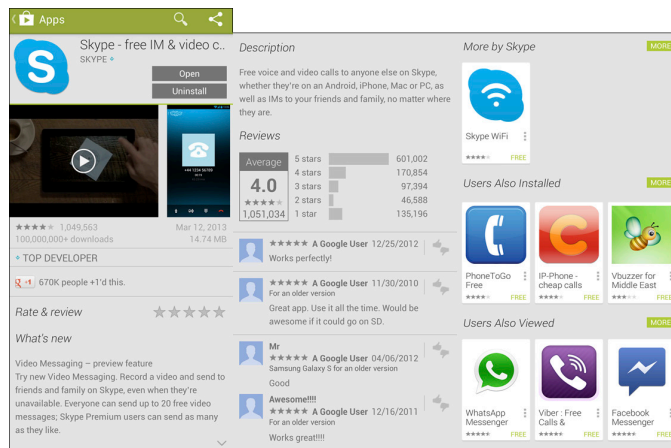 Apps
Skype - free IM & video c..
SKYPE
Open
Uninstall
1,049,563
Mar 12, 2013
100,000,000+ downloads
14.74 MB
TOP DEVELOPER
+1
670K people +1'd this.
Rate & review
What's new
Video Messaging – preview feature
Try new Video Messaging. Record a video and send to
friends and family on Skype, even when they're
unavailable. Everyone can send up to 20 free video
messages; Skype Premium users can send as many
as they like.
Description
Free voice and video calls to anyone else on Skype,
whether they're on an Android, iPhone, Mac or PC, as
well as IMs to your friends and family, no matter where
they are.
Reviews
Average
4.0
1,051,034
5 stars 601,002
4 stars 170,854
3 stars 97,394
2 stars 46,588
1 star 135,196
A Google User 12/25/2012
Works perfectly!
A Google User 11/30/2010
For an older version
Great app. Use it all the time. Would be
awesome if it could go on SD.
Mr
A Google User 04/06/2012
Samsung Galaxy S for an older version
Good
Awesome!!!!
A Google User 12/16/2011
For an older version
Works great!!!!
More by Skype
MORE
Skype WiFi
FREE
Users Also Installed
MORE
PhoneToGo
Free
FREE
IP-Phone -
cheap calls
FREE
Vbuzzer for
Middle East
FREE
Users Also Viewed
MORE
WhatsApp
Messenger
FREE
Viber : Free
Calls &
FREE
Facebook
Messenger
FREE